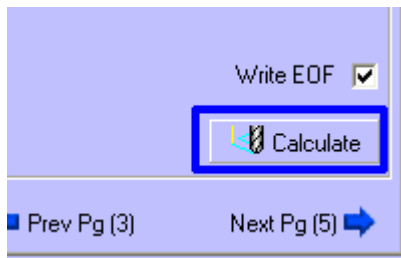 Write EOF
Calculate
Prev Pg (3) Next Pg (5)